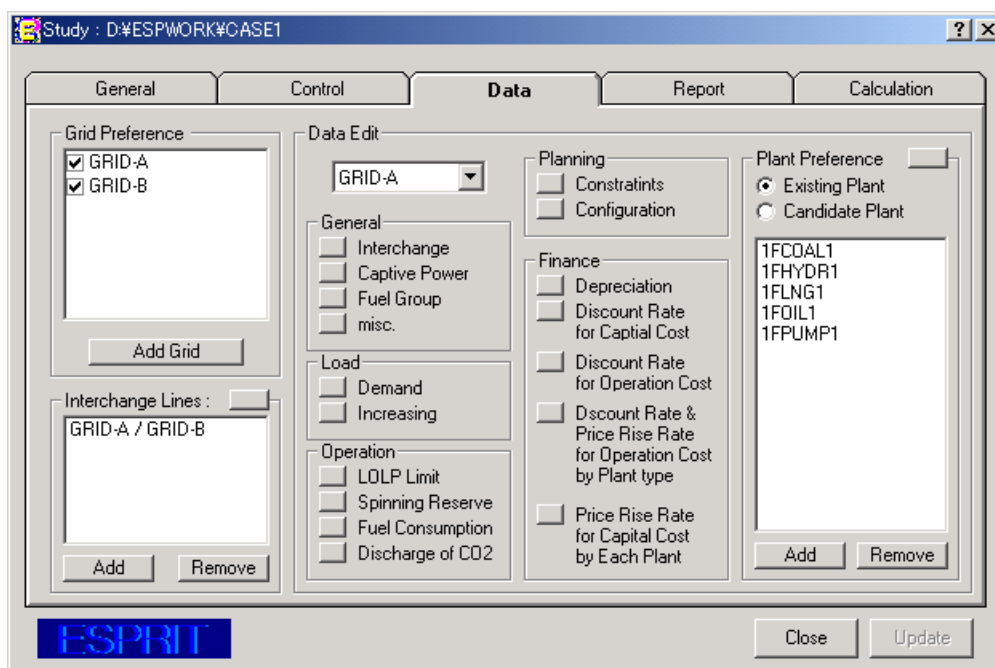 Study : D:¥ESPWORK¥CASE1
General
Control
Data
Report
Calculation
Grid Preference
GRID-A
GRID-B
Add Grid
Interchange Lines :
GRID-A / GRID-B
Add
Remove
Data Edit
GRID-A
General
Interchange
Captive Power
Fuel Group
misc.
Load
Demand
Increasing
Operation
LOLP Limit
Spinning Reserve
Fuel Consumption
Discharge of CO2
Planning
Constratints
Configuration
Finance
Depreciation
Discount Rate
for Captial Cost
Discount Rate
for Operation Cost
Dscount Rate &
Price Rise Rate
for Operation Cost
by Plant type
Price Rise Rate
for Capital Cost
by Each Plant
Plant Preference
Existing Plant
Candidate Plant
1FCOAL1
1FHYDR1
1FLNG1
1FOIL1
1FPUMP1
Add
Remove
ESPRIT
Close
Update